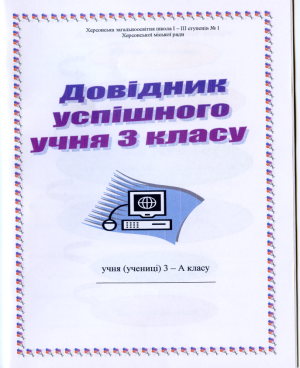 Херсонська загальноосвітня школа І – ІІІ ступенів № 1
Херсонської міської ради
Довідник
успішного
учня 3 класу
учня (учениці) 3 – А класу